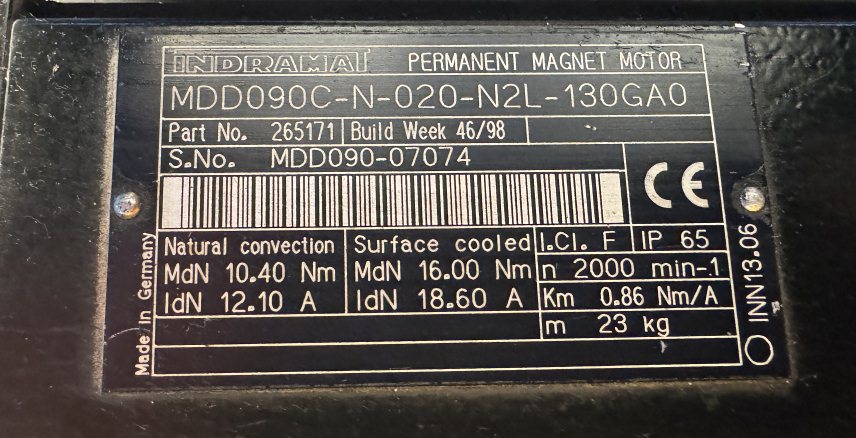 INDRAMAT PERMANENT MAGNET MOTOR
MDD090C-N-020-N2L-130GA0
Part No. 265171 Build Week 46/98
S.No. MDD090-07074
CE
Natural convection Surface cooled I.Cl. F IP 65
MdN 10.40 Nm MdN 16.00 Nm n 2000 min-1
IdN 12.10 A IdN 18.60 A Km 0.86 Nm/A
m 23 kg
Made in Germany
INN13.06